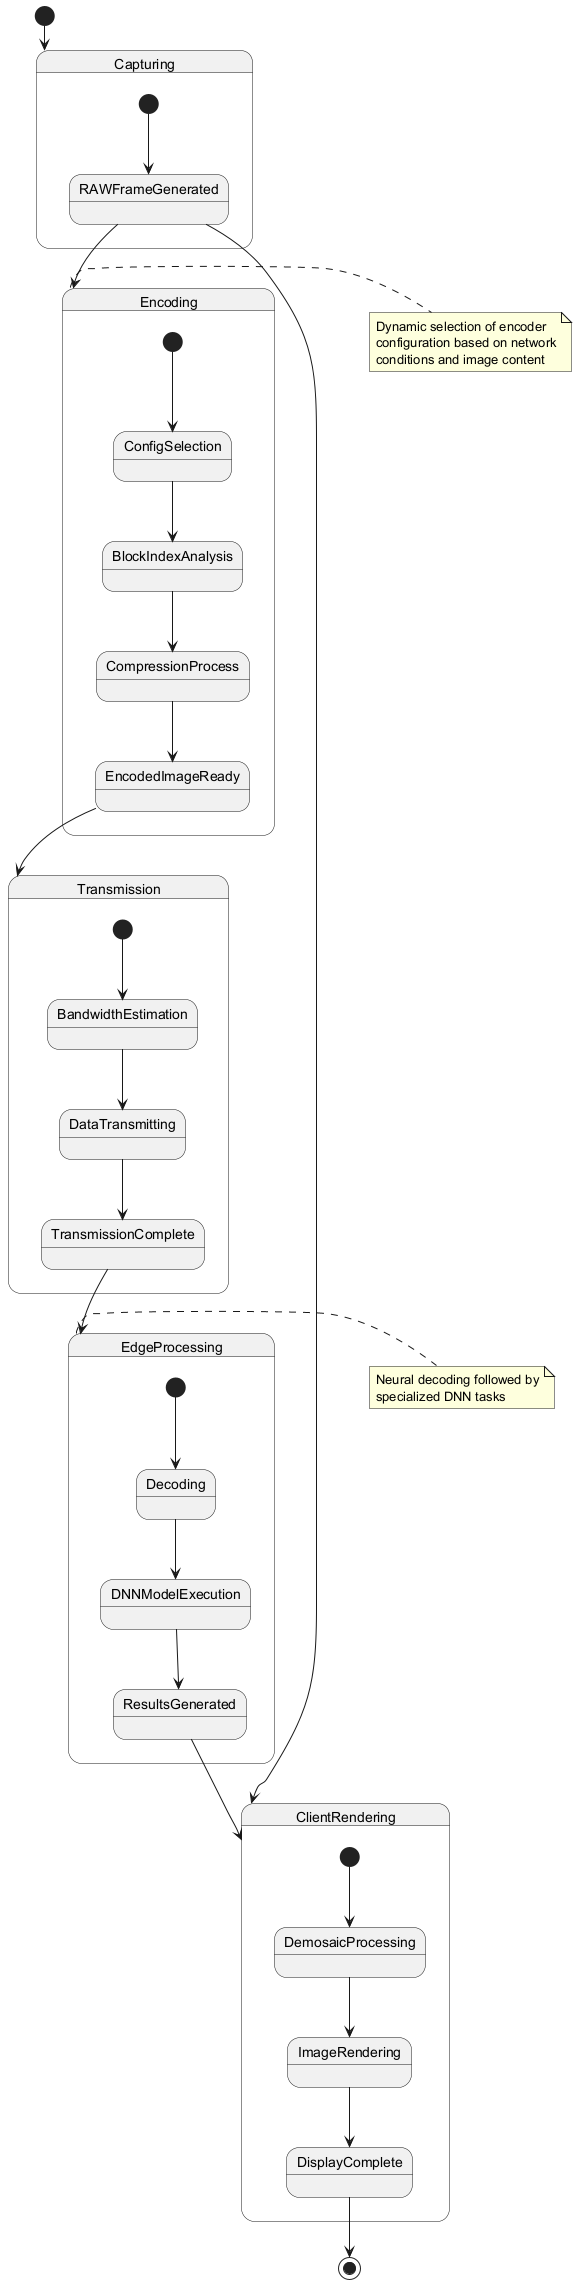 Capturing
RAWFrameGenerated
Encoding
Dynamic selection of encoder
configuration based on network
conditions and image content
ConfigSelection
BlockIndexAnalysis
CompressionProcess
EncodedImageReady
Transmission
BandwidthEstimation
DataTransmitting
TransmissionComplete
EdgeProcessing
Neural decoding followed by
specialized DNN tasks
Decoding
DNNModelExecution
ResultsGenerated
ClientRendering
DemosaicProcessing
ImageRendering
DisplayComplete